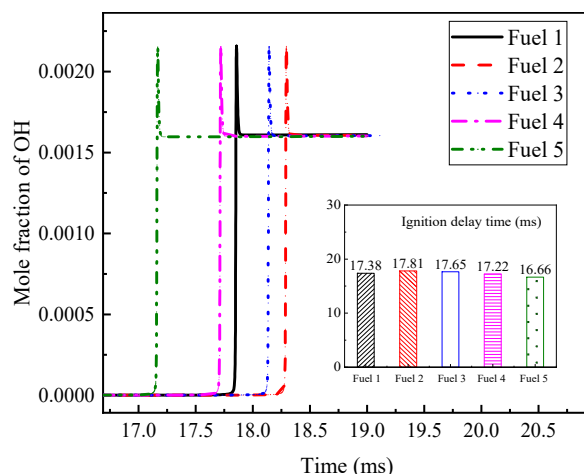 Fuel 1
Fuel 2
Fuel 3
Fuel 4
Fuel 5
0.0020
0.0015
0.0010
0.0005
0.0000
Mole fraction of OH
Ignition delay time (ms)
30
20
10
0
17.38 17.81 17.65 17.22 16.66
Fuel 1 Fuel 2 Fuel 3 Fuel 4 Fuel 5
17.0 17.5 18.0 18.5 19.0 19.5 20.0 20.5
Time (ms)